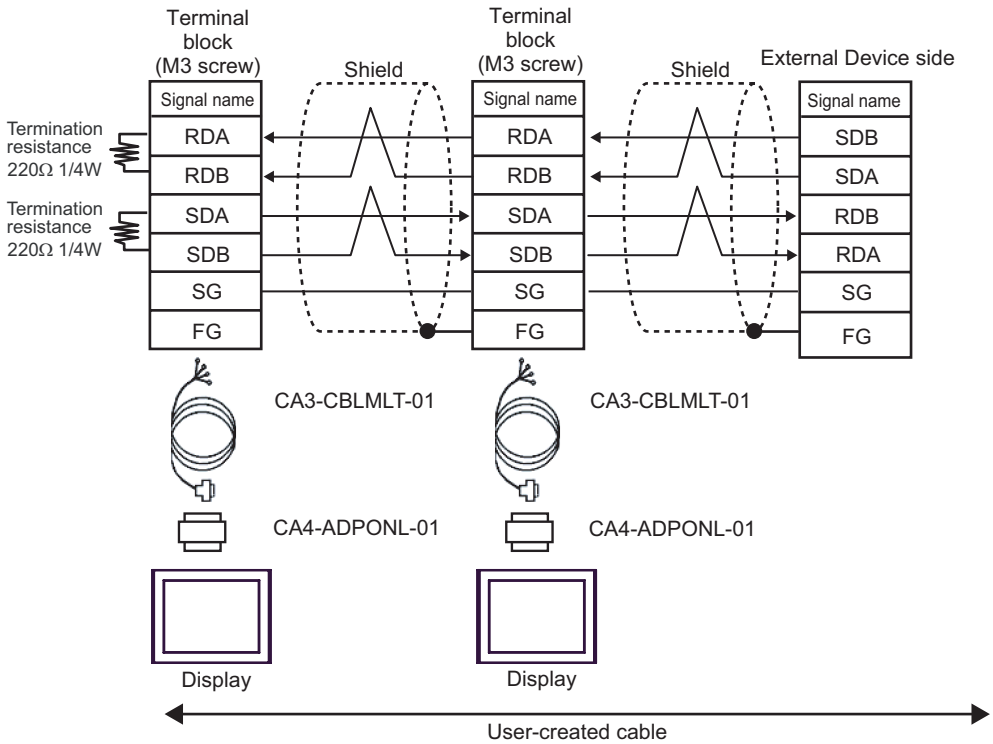 Terminal
block
(M3 screw)
Terminal
block
(M3 screw)
External Device side
Shield
Shield
Signal name
RDA
RDB
SDA
SDB
SG
FG
Signal name
RDA
RDB
SDA
SDB
SG
FG
Signal name
SDB
SDA
RDB
RDA
SG
FG
Termination
resistance
220Ω 1/4W
Termination
resistance
220Ω 1/4W
CA3-CBLMLT-01
CA3-CBLMLT-01
CA4-ADPONL-01
CA4-ADPONL-01
Display
Display
User-created cable